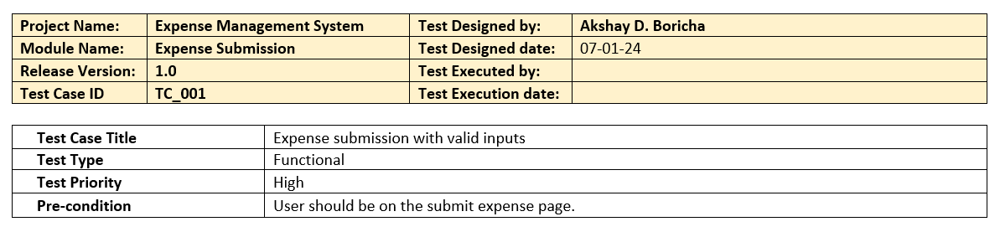 Project Name: Expense Management System Test Designed by: Akshay D. Boricha
Module Name: Expense Submission Test Designed date: 07-01-24
Release Version: 1.0 Test Executed by:
Test Case ID TC_001 Test Execution date:
Test Case Title Expense submission with valid inputs
Test Type Functional
Test Priority High
Pre-condition User should be on the submit expense page.